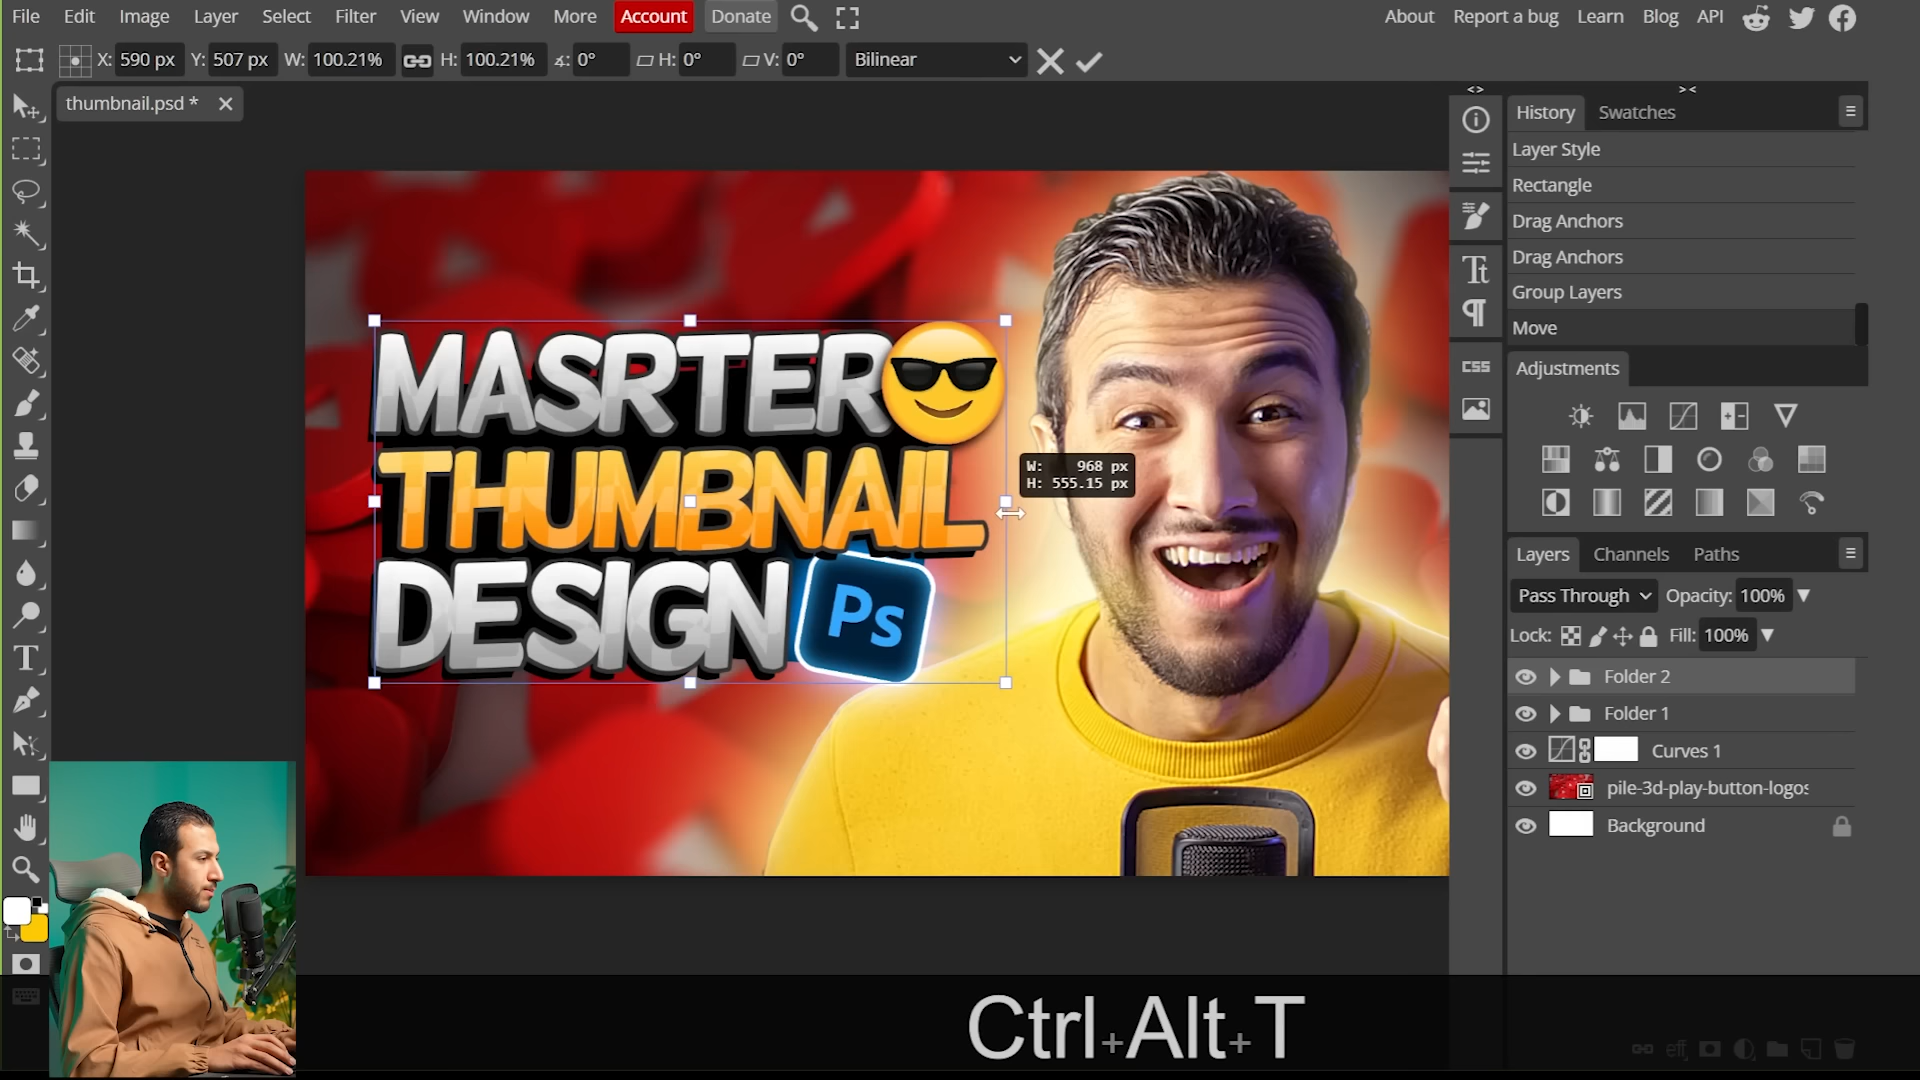 File Edit Image Layer Select Filter View Window More Account Donate About Report a bug Learn Blog API
X: 590 px Y: 507 px W: 100.21% H: 100.21% ∡: 0° H: 0° V: 0° Bilinear
thumbnail.psd *
<> ><
History Swatches
Layer Style
Rectangle
Drag Anchors
Drag Anchors
Group Layers
Move
CSS
Adjustments
MASRTER
THUMBNAIL
DESIGN
Ps
W: 968 px
H: 555.15 px
Layers Channels Paths
Pass Through Opacity: 100%
Lock: Fill: 100%
Folder 2
Folder 1
Curves 1
pile-3d-play-button-logos
Background
Ctrl+Alt+T
eff